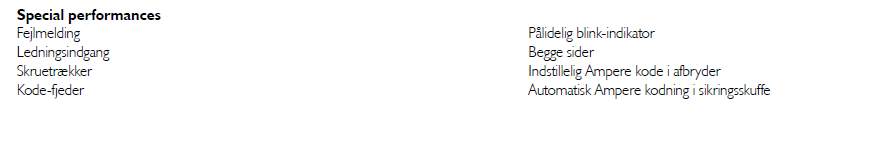 Special performances
Fejlmelding Pålidelig blink-indikator
Ledningsindgang Begge sider
Skruetrækker Indstillelig Ampere kode i afbryder
Kode-fjeder Automatisk Ampere kodning i sikringsskuffe